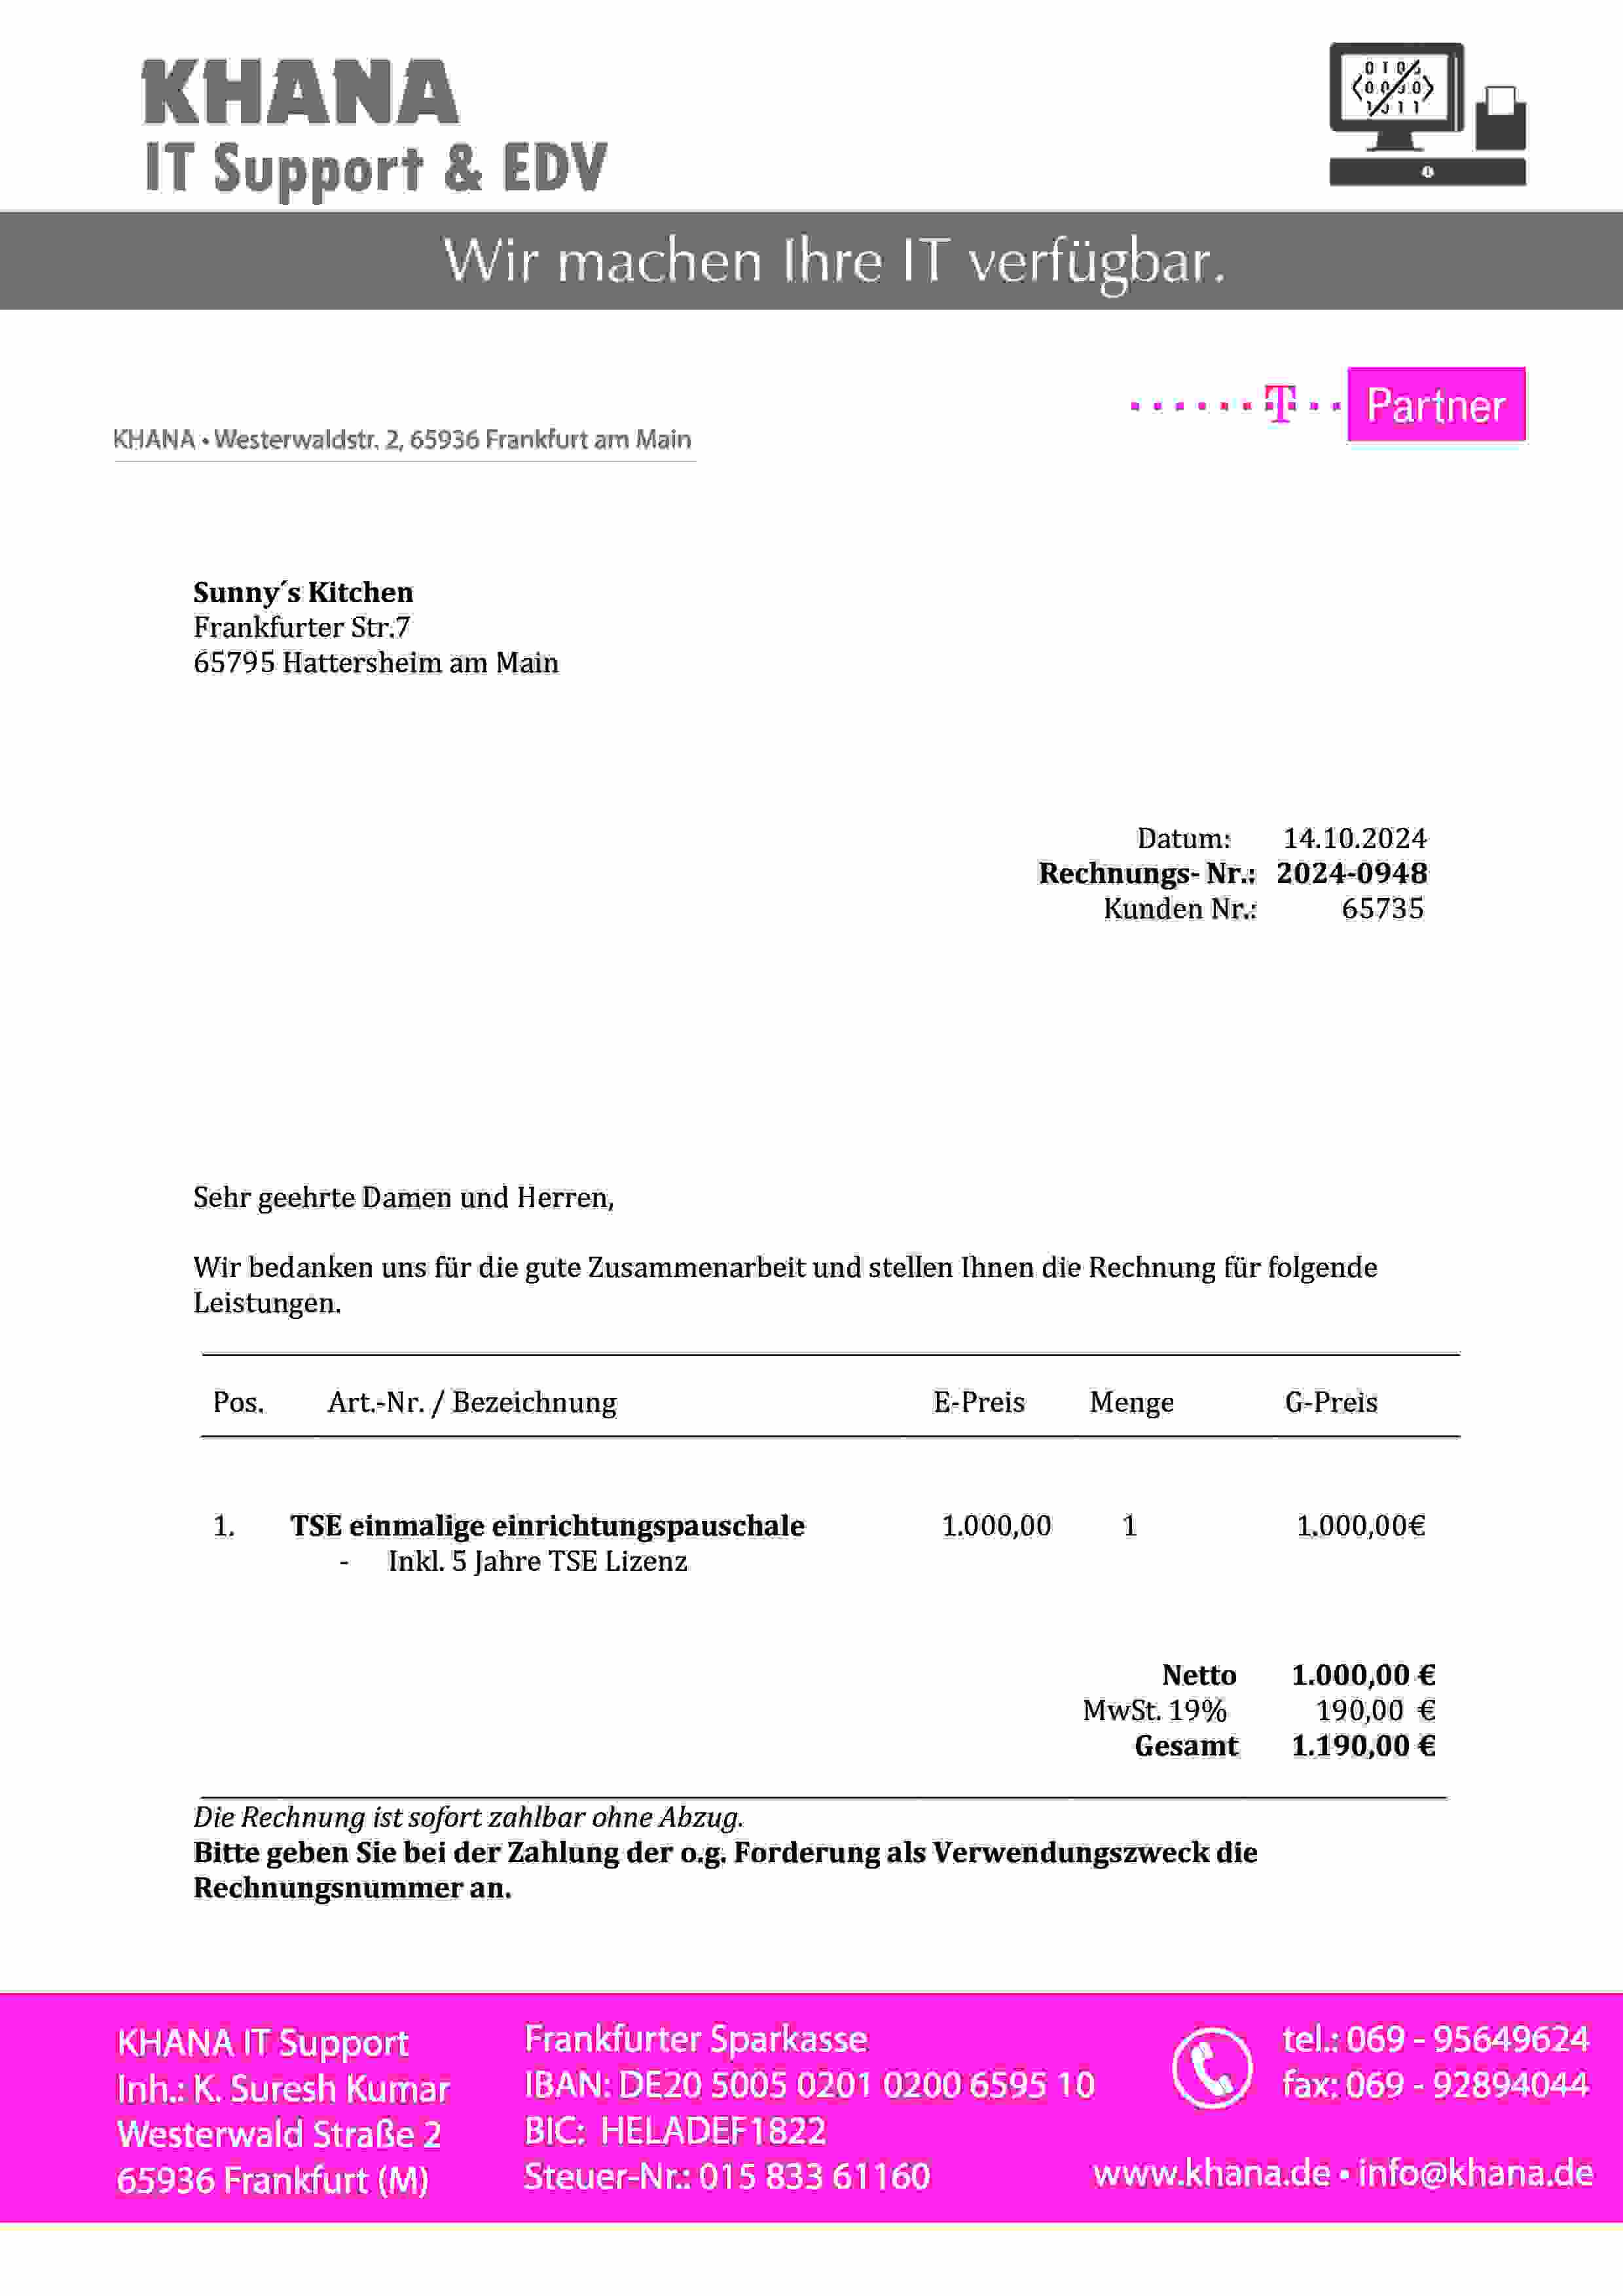 KHANA
IT Support & EDV
Wir machen Ihre IT verfügbar.
T Partner
KHANA • Westerwaldstr. 2, 65936 Frankfurt am Main
Sunny´s Kitchen
Frankfurter Str.7
65795 Hattersheim am Main
Datum: 14.10.2024
Rechnungs- Nr.: 2024-0948
Kunden Nr.: 65735
Sehr geehrte Damen und Herren,
Wir bedanken uns für die gute Zusammenarbeit und stellen Ihnen die Rechnung für folgende
Leistungen.
Pos. Art.-Nr. / Bezeichnung E-Preis Menge G-Preis
1. TSE einmalige einrichtungspauschale 1.000,00 1 1.000,00€
- Inkl. 5 Jahre TSE Lizenz
Netto 1.000,00 €
MwSt. 19% 190,00 €
Gesamt 1.190,00 €
Die Rechnung ist sofort zahlbar ohne Abzug.
Bitte geben Sie bei der Zahlung der o.g. Forderung als Verwendungszweck die
Rechnungsnummer an.
KHANA IT Support
Inh.: K. Suresh Kumar
Westerwald Straße 2
65936 Frankfurt (M)
Frankfurter Sparkasse
IBAN: DE20 5005 0201 0200 6595 10
BIC: HELADEF1822
Steuer-Nr.: 015 833 61160
tel.: 069 - 95649624
fax: 069 - 92894044
www.khana.de • info@khana.de